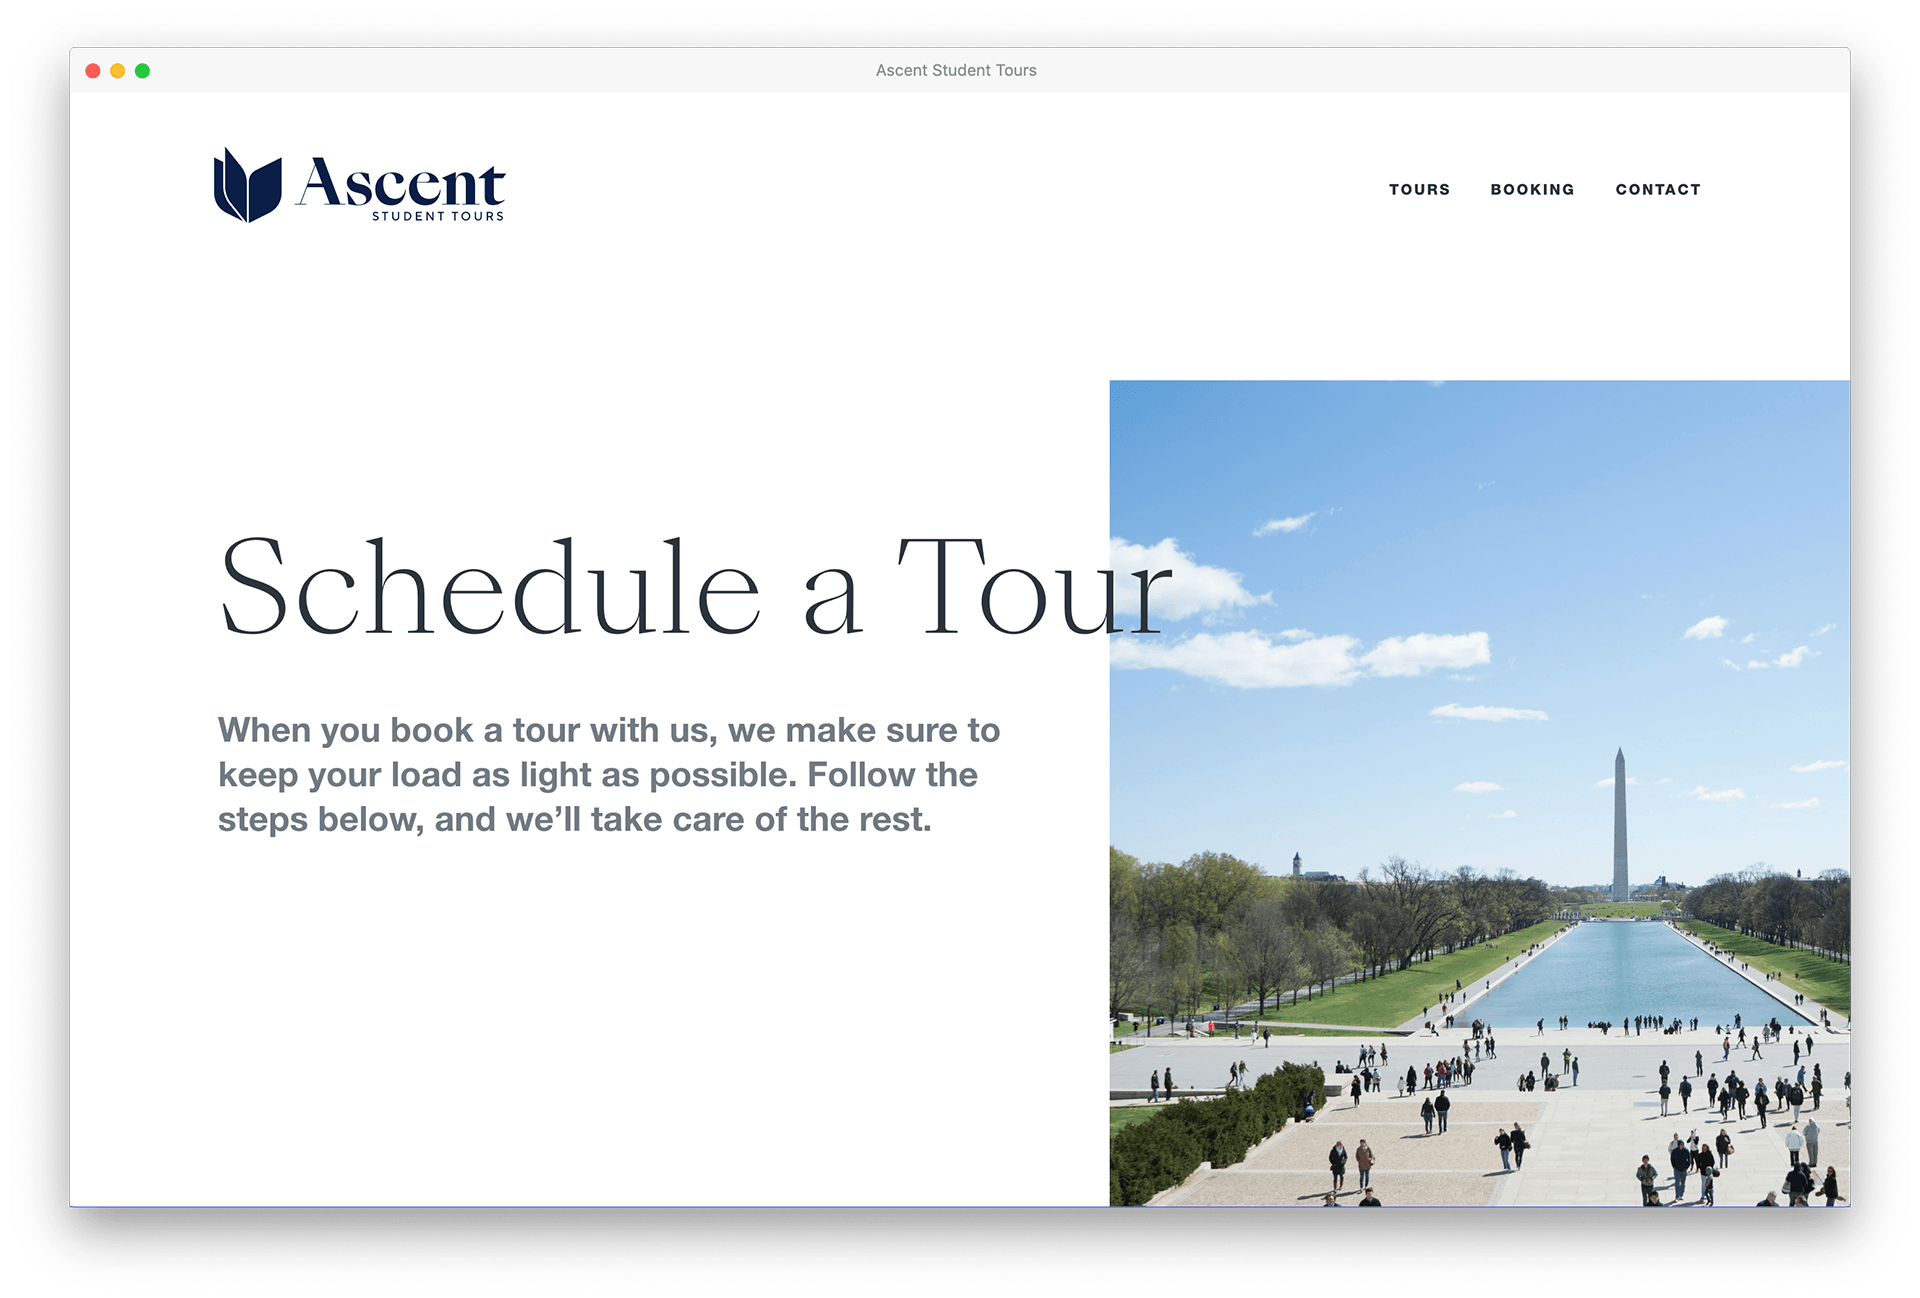 Ascent Student Tours
Ascent
STUDENT TOURS
TOURS BOOKING CONTACT
Schedule a Tour
When you book a tour with us, we make sure to
keep your load as light as possible. Follow the
steps below, and we’ll take care of the rest.